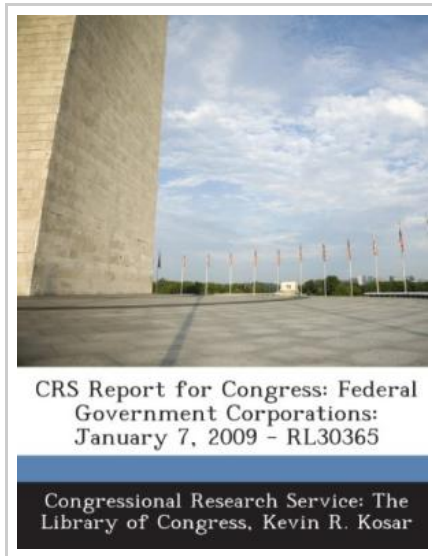 CRS Report for Congress: Federal
Government Corporations:
January 7, 2009 - RL30365
Congressional Research Service: The
Library of Congress, Kevin R. Kosar